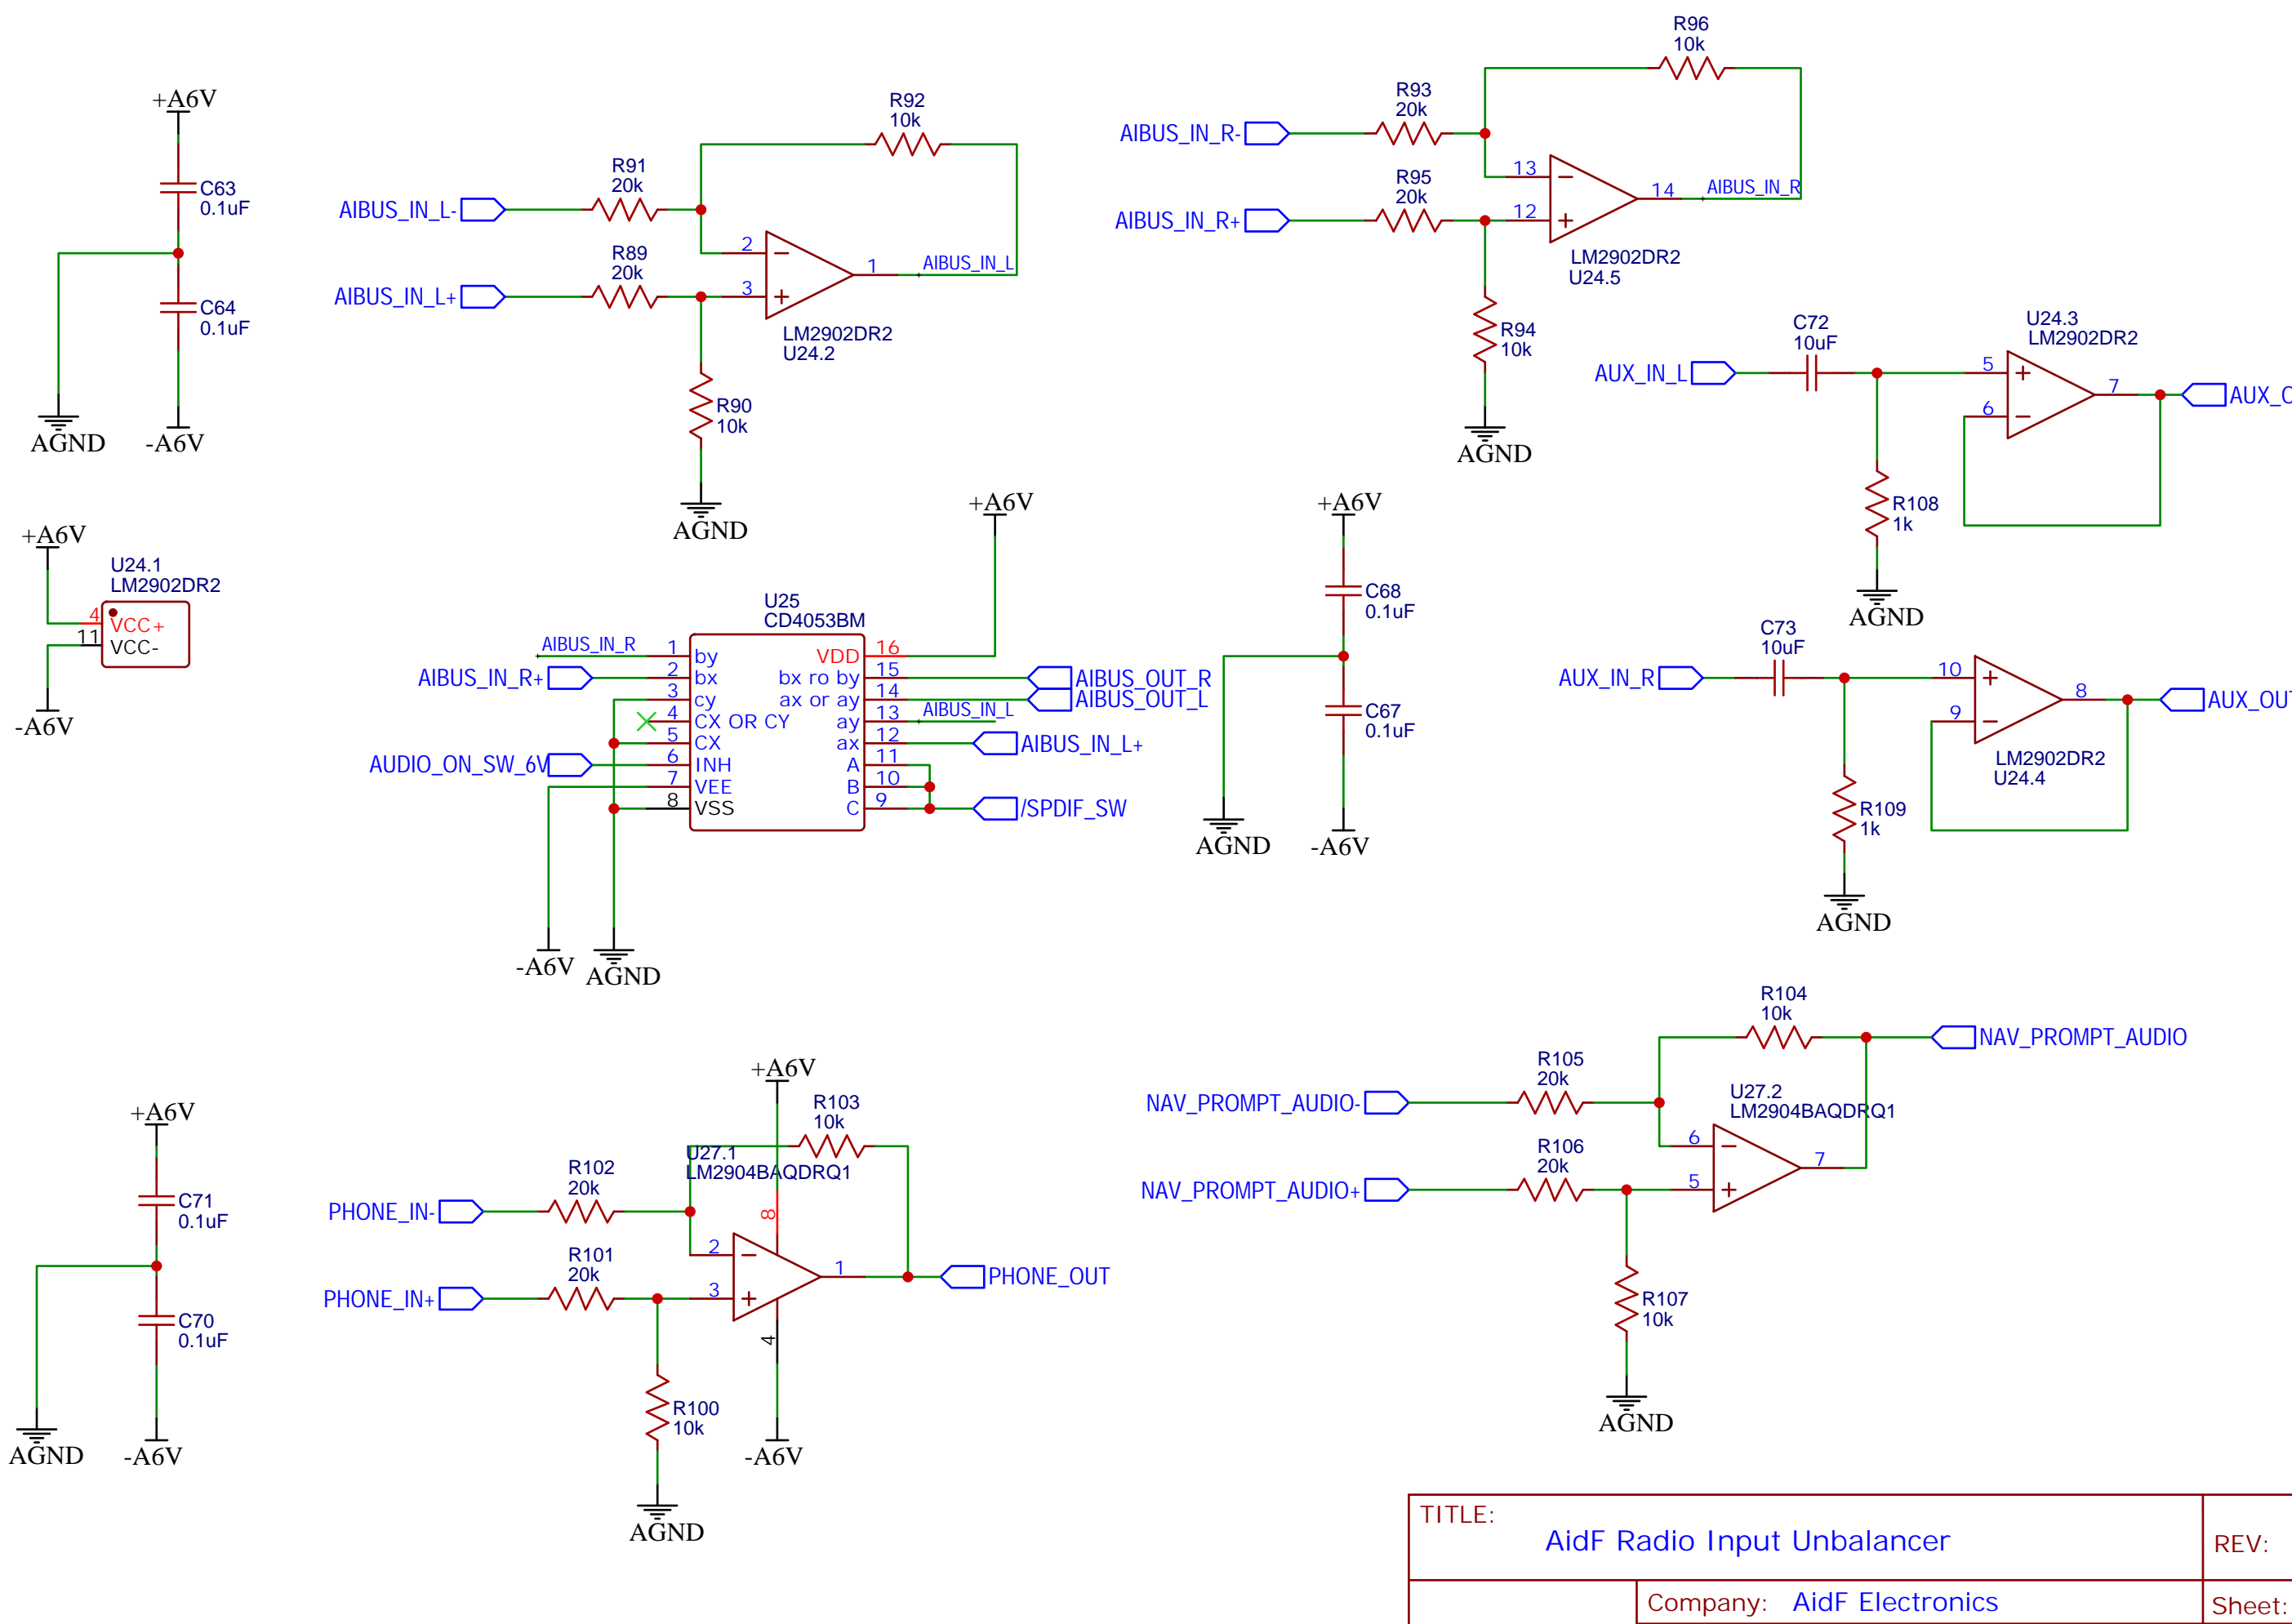 +A6V
C63
0.1uF
C64
0.1uF
AGND
-A6V
R92
10k
R91
20k
AIBUS_IN_L-
R89
20k
AIBUS_IN_L+
2
3
1
AIBUS_IN_L
LM2902DR2
U24.2
R90
10k
AGND
R96
10k
R93
20k
AIBUS_IN_R-
R95
20k
AIBUS_IN_R+
13
12
14
AIBUS_IN_R
LM2902DR2
U24.5
R94
10k
AGND
C72
10uF
AUX_IN_L
U24.3
LM2902DR2
5
6
7
AUX_O
R108
1k
AGND
+A6V
U24.1
LM2902DR2
4
VCC+
11
VCC-
-A6V
+A6V
U25
CD4053BM
AIBUS_IN_R
1
by
AIBUS_IN_R+
2
bx
3
cy
4
CX OR CY
5
CX
AUDIO_ON_SW_6V
6
INH
7
VEE
8
VSS
VDD
16
bx ro by
15
AIBUS_OUT_R
ax or ay
14
AIBUS_OUT_L
ay
13
AIBUS_IN_L
ax
12
AIBUS_IN_L+
A
11
B
10
C
9
/SPDIF_SW
-A6V
AGND
+A6V
C68
0.1uF
C67
0.1uF
AGND
-A6V
C73
10uF
AUX_IN_R
10
9
8
AUX_OUT
LM2902DR2
U24.4
R109
1k
AGND
+A6V
C71
0.1uF
C70
0.1uF
AGND
-A6V
+A6V
R103
10k
U27.1
LM2904BAQDRQ1
R102
20k
PHONE_IN-
R101
20k
PHONE_IN+
8
2
3
1
4
PHONE_OUT
R100
10k
-A6V
AGND
R104
10k
NAV_PROMPT_AUDIO
R105
20k
NAV_PROMPT_AUDIO-
U27.2
LM2904BAQDRQ1
R106
20k
NAV_PROMPT_AUDIO+
6
5
7
R107
10k
AGND
TITLE:
AidF Radio Input Unbalancer
REV:
Company: AidF Electronics
Sheet: